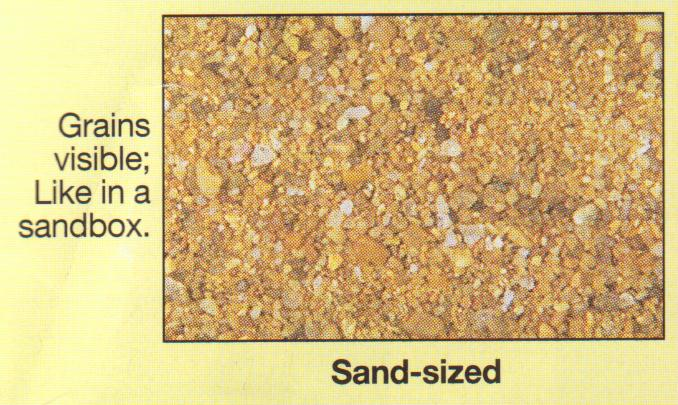 Grains
visible;
Like in a
sandbox.
Sand-sized